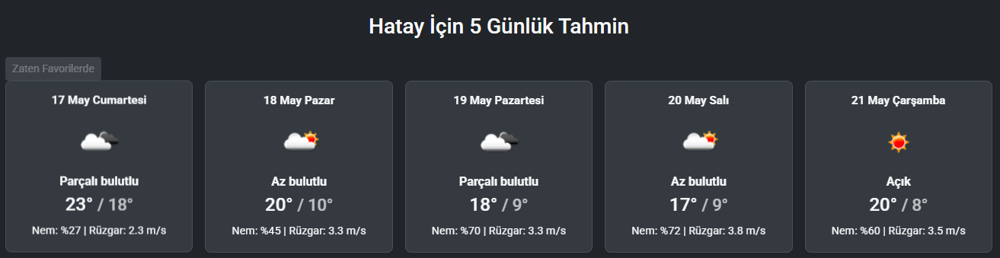 Hatay İçin 5 Günlük Tahmin
Zaten Favorilerde
17 May Cumartesi
Parçalı bulutlu
23° / 18°
Nem: %27 | Rüzgar: 2.3 m/s
18 May Pazar
Az bulutlu
20° / 10°
Nem: %45 | Rüzgar: 3.3 m/s
19 May Pazartesi
Parçalı bulutlu
18° / 9°
Nem: %70 | Rüzgar: 3.3 m/s
20 May Salı
Az bulutlu
17° / 9°
Nem: %72 | Rüzgar: 3.8 m/s
21 May Çarşamba
Açık
20° / 8°
Nem: %60 | Rüzgar: 3.5 m/s